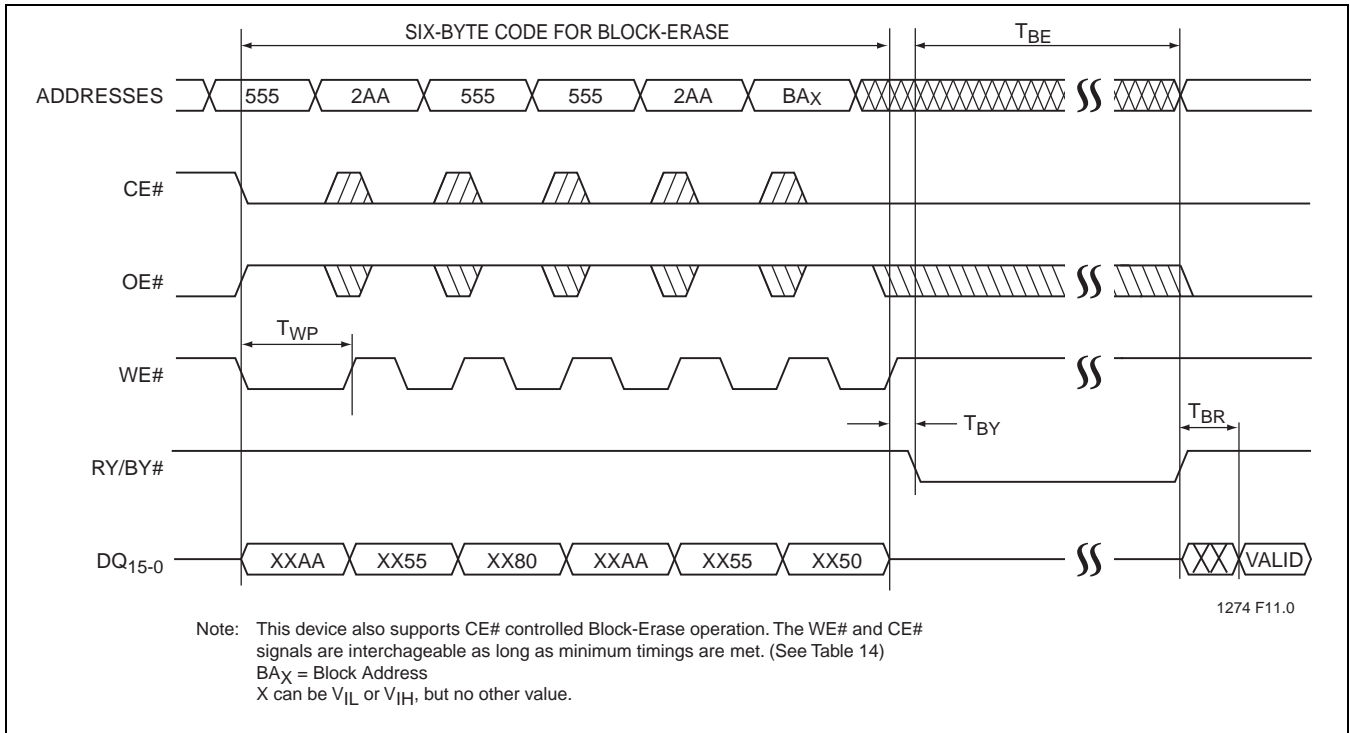 SIX-BYTE CODE FOR BLOCK-ERASE TBE
ADDRESSES 555 2AA 555 555 2AA BAX
CE#
OE#
TWP
WE#
TBR
TBY
RY/BY#
DQ15-0 XXAA XX55 XX80 XXAA XX55 XX50 XX VALID
1274 F11.0
Note: This device also supports CE# controlled Block-Erase operation. The WE# and CE#
signals are interchageable as long as minimum timings are met. (See Table 14)
BAX = Block Address
X can be VIL or VIH, but no other value.